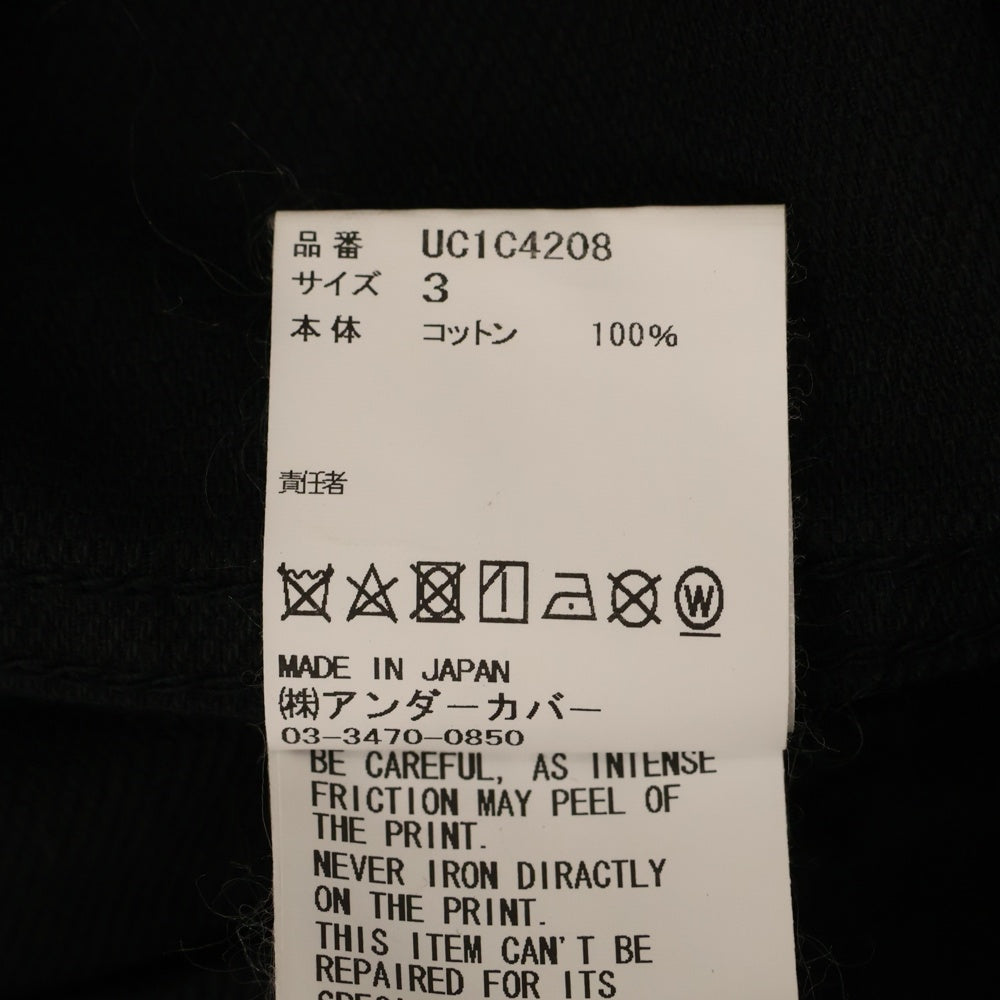 品番 UC1C4208
サイズ 3
本体 コットン 100%
責任者
W
MADE IN JAPAN
㈱アンダーカバー
03-3470-0850
BE CAREFUL, AS INTENSE
FRICTION MAY PEEL OF
THE PRINT.
NEVER IRON DIRACTLY
ON THE PRINT.
THIS ITEM CAN'T BE
REPAIRED FOR ITS